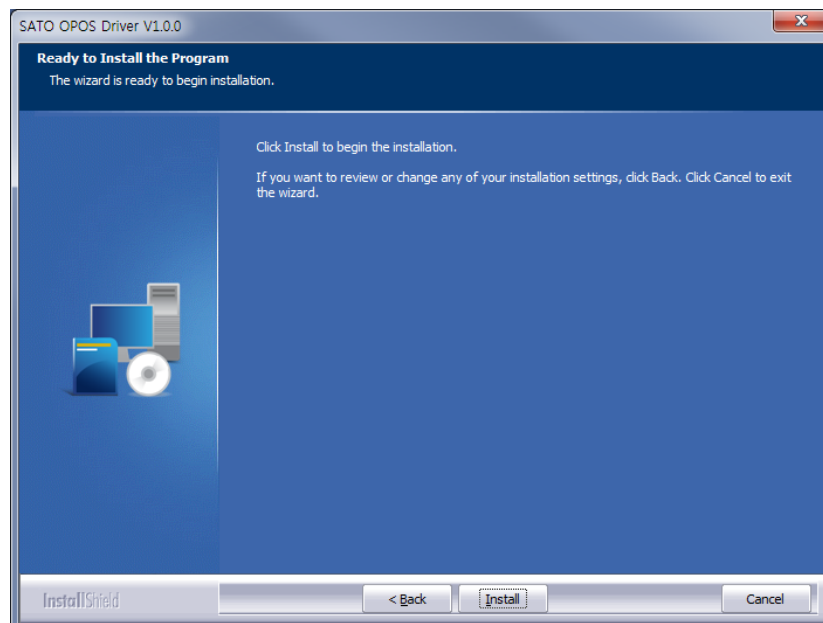 SATO OPOS Driver V1.0.0
Ready to Install the Program
The wizard is ready to begin installation.
Click Install to begin the installation.
If you want to review or change any of your installation settings, click Back. Click Cancel to exit
the wizard.
InstallShield
< Back
Install
Cancel